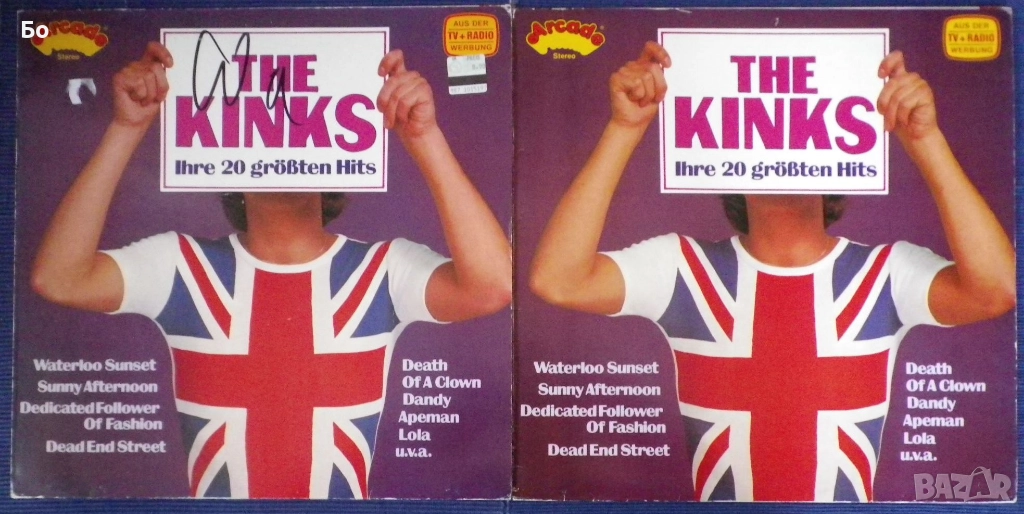 Бо
Arcade
Stereo
AUS DER
TV + RADIO
WERBUNG
THE
KINKS
Ihre 20 größten Hits
Waterloo Sunset
Sunny Afternoon
Dedicated Follower
Of Fashion
Dead End Street
Death
Of A Clown
Dandy
Apeman
Lola
u.v.a.
Arcade
Stereo
AUS DER
TV + RADIO
WERBUNG
THE
KINKS
Ihre 20 größten Hits
Waterloo Sunset
Sunny Afternoon
Dedicated Follower
Of Fashion
Dead End Street
Death
Of A Clown
Dandy
Apeman
Lola
u.v.a.
BAZAR